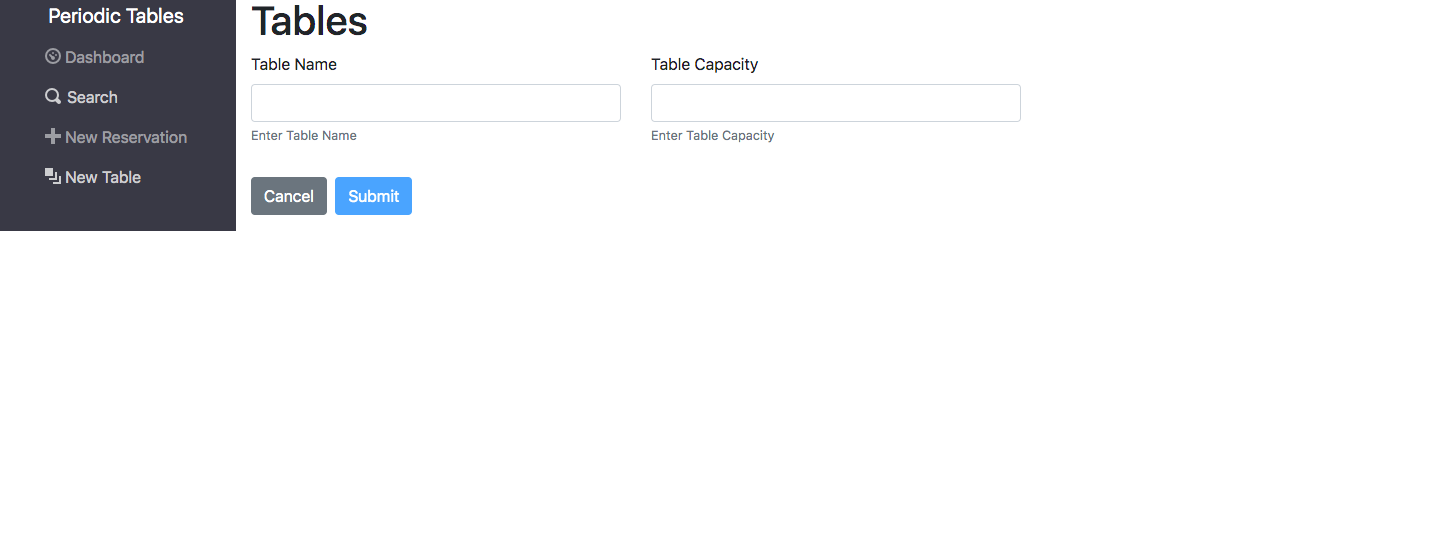 Periodic Tables
Dashboard
Search
New Reservation
New Table
Tables
Table Name
Table Capacity
Enter Table Name
Enter Table Capacity
Cancel
Submit